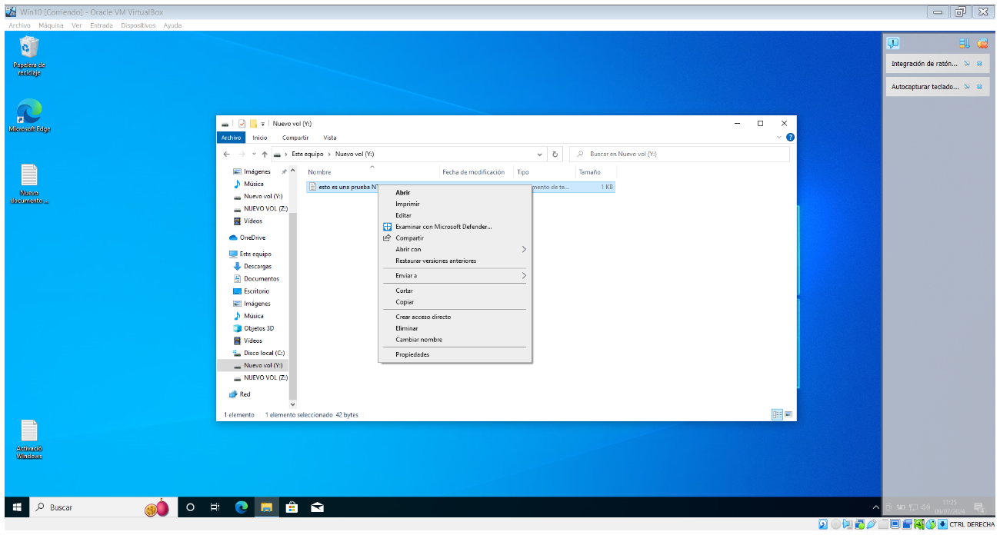 Win10 [Corriendo] - Oracle VM VirtualBox
Archivo Máquina Ver Entrada Dispositivos Ayuda
Papelera de
reciclaje
Microsoft Edge
Nuevo
documento ...
Activació
Windows
Integración de ratón...
Autocapturar teclado...
Nuevo vol (Y:)
Archivo Inicio Compartir Vista
Este equipo Nuevo vol (Y:)
Buscar en Nuevo vol (Y:)
Imágenes
Música
Nuevo vol (Y:)
NUEVO VOL (Z:)
Vídeos
OneDrive
Este equipo
Descargas
Documentos
Escritorio
Imágenes
Música
Objetos 3D
Vídeos
Disco local (C:)
Nuevo vol (Y:)
NUEVO VOL (Z:)
Red
Nombre Fecha de modificación Tipo Tamaño
esto es una prueba mento de te... 1 KB
Abrir
Imprimir
Editar
Examinar con Microsoft Defender...
Compartir
Abrir con
Restaurar versiones anteriores
Enviar a
Cortar
Copiar
Crear acceso directo
Eliminar
Cambiar nombre
Propiedades
1 elemento 1 elemento seleccionado 42 bytes
Buscar
11:25
09/07/2024
CTRL DERECHA